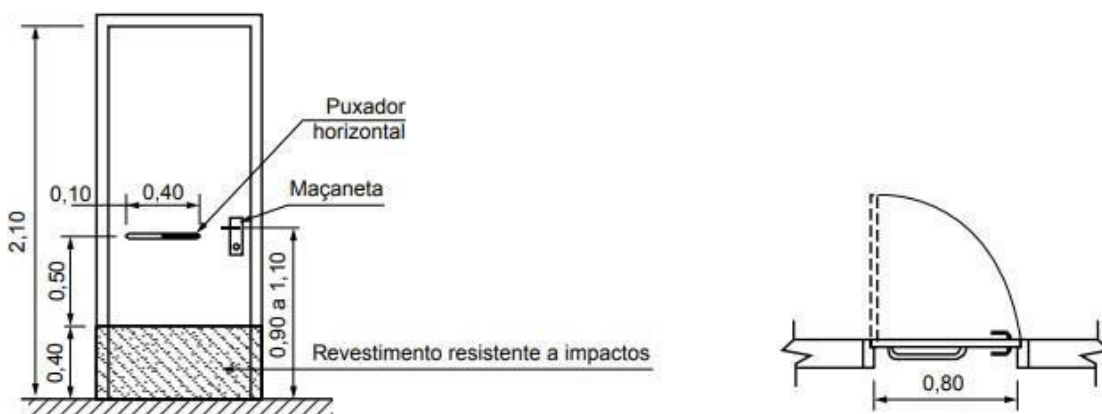 Puxador
horizontal
0,10
0,40
Maçaneta
2,10
0,50
0,90 a 1,10
0,40
Revestimento resistente a impactos
0,80